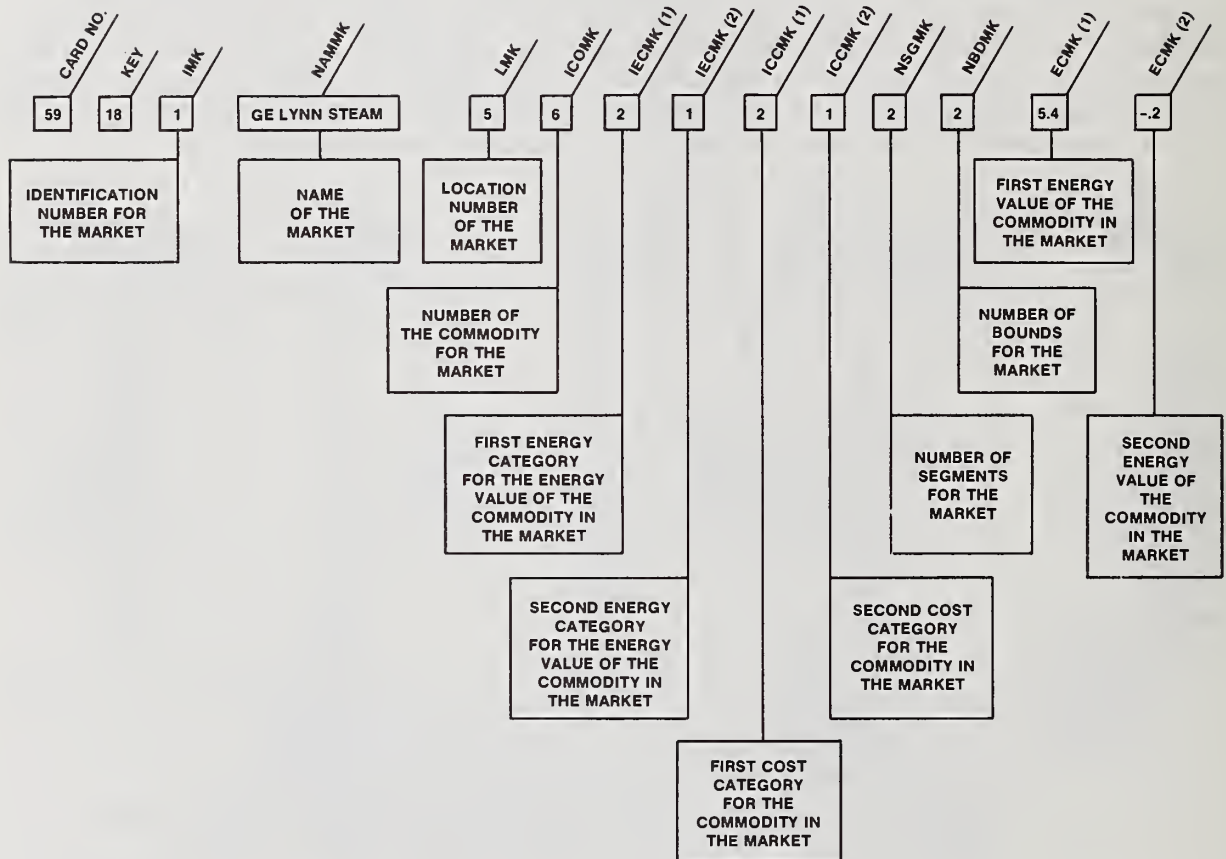 CARD NO.
KEY
IMK
NAMMK
LMK
ICOMK
IECMK (1)
IECMK (2)
ICCMK (1)
ICCMK (2)
NSGMK
NBDMK
ECMK (1)
ECMK (2)
59
18
1
GE LYNN STEAM
5
6
2
1
2
1
2
2
5.4
-.2
IDENTIFICATION
NUMBER FOR
THE MARKET
NAME
OF THE
MARKET
LOCATION
NUMBER
OF THE
MARKET
FIRST ENERGY
VALUE OF THE
COMMODITY IN
THE MARKET
NUMBER OF
THE COMMODITY
FOR THE
MARKET
NUMBER OF
BOUNDS
FOR THE
MARKET
FIRST ENERGY
CATEGORY
FOR THE ENERGY
VALUE OF THE
COMMODITY IN
THE MARKET
NUMBER OF
SEGMENTS
FOR THE
MARKET
SECOND
ENERGY
VALUE OF
THE
COMMODITY
IN THE
MARKET
SECOND ENERGY
CATEGORY
FOR THE ENERGY
VALUE OF THE
COMMODITY IN
THE MARKET
SECOND COST
CATEGORY
FOR THE
COMMODITY IN
THE MARKET
FIRST COST
CATEGORY
FOR THE
COMMODITY IN
THE MARKET